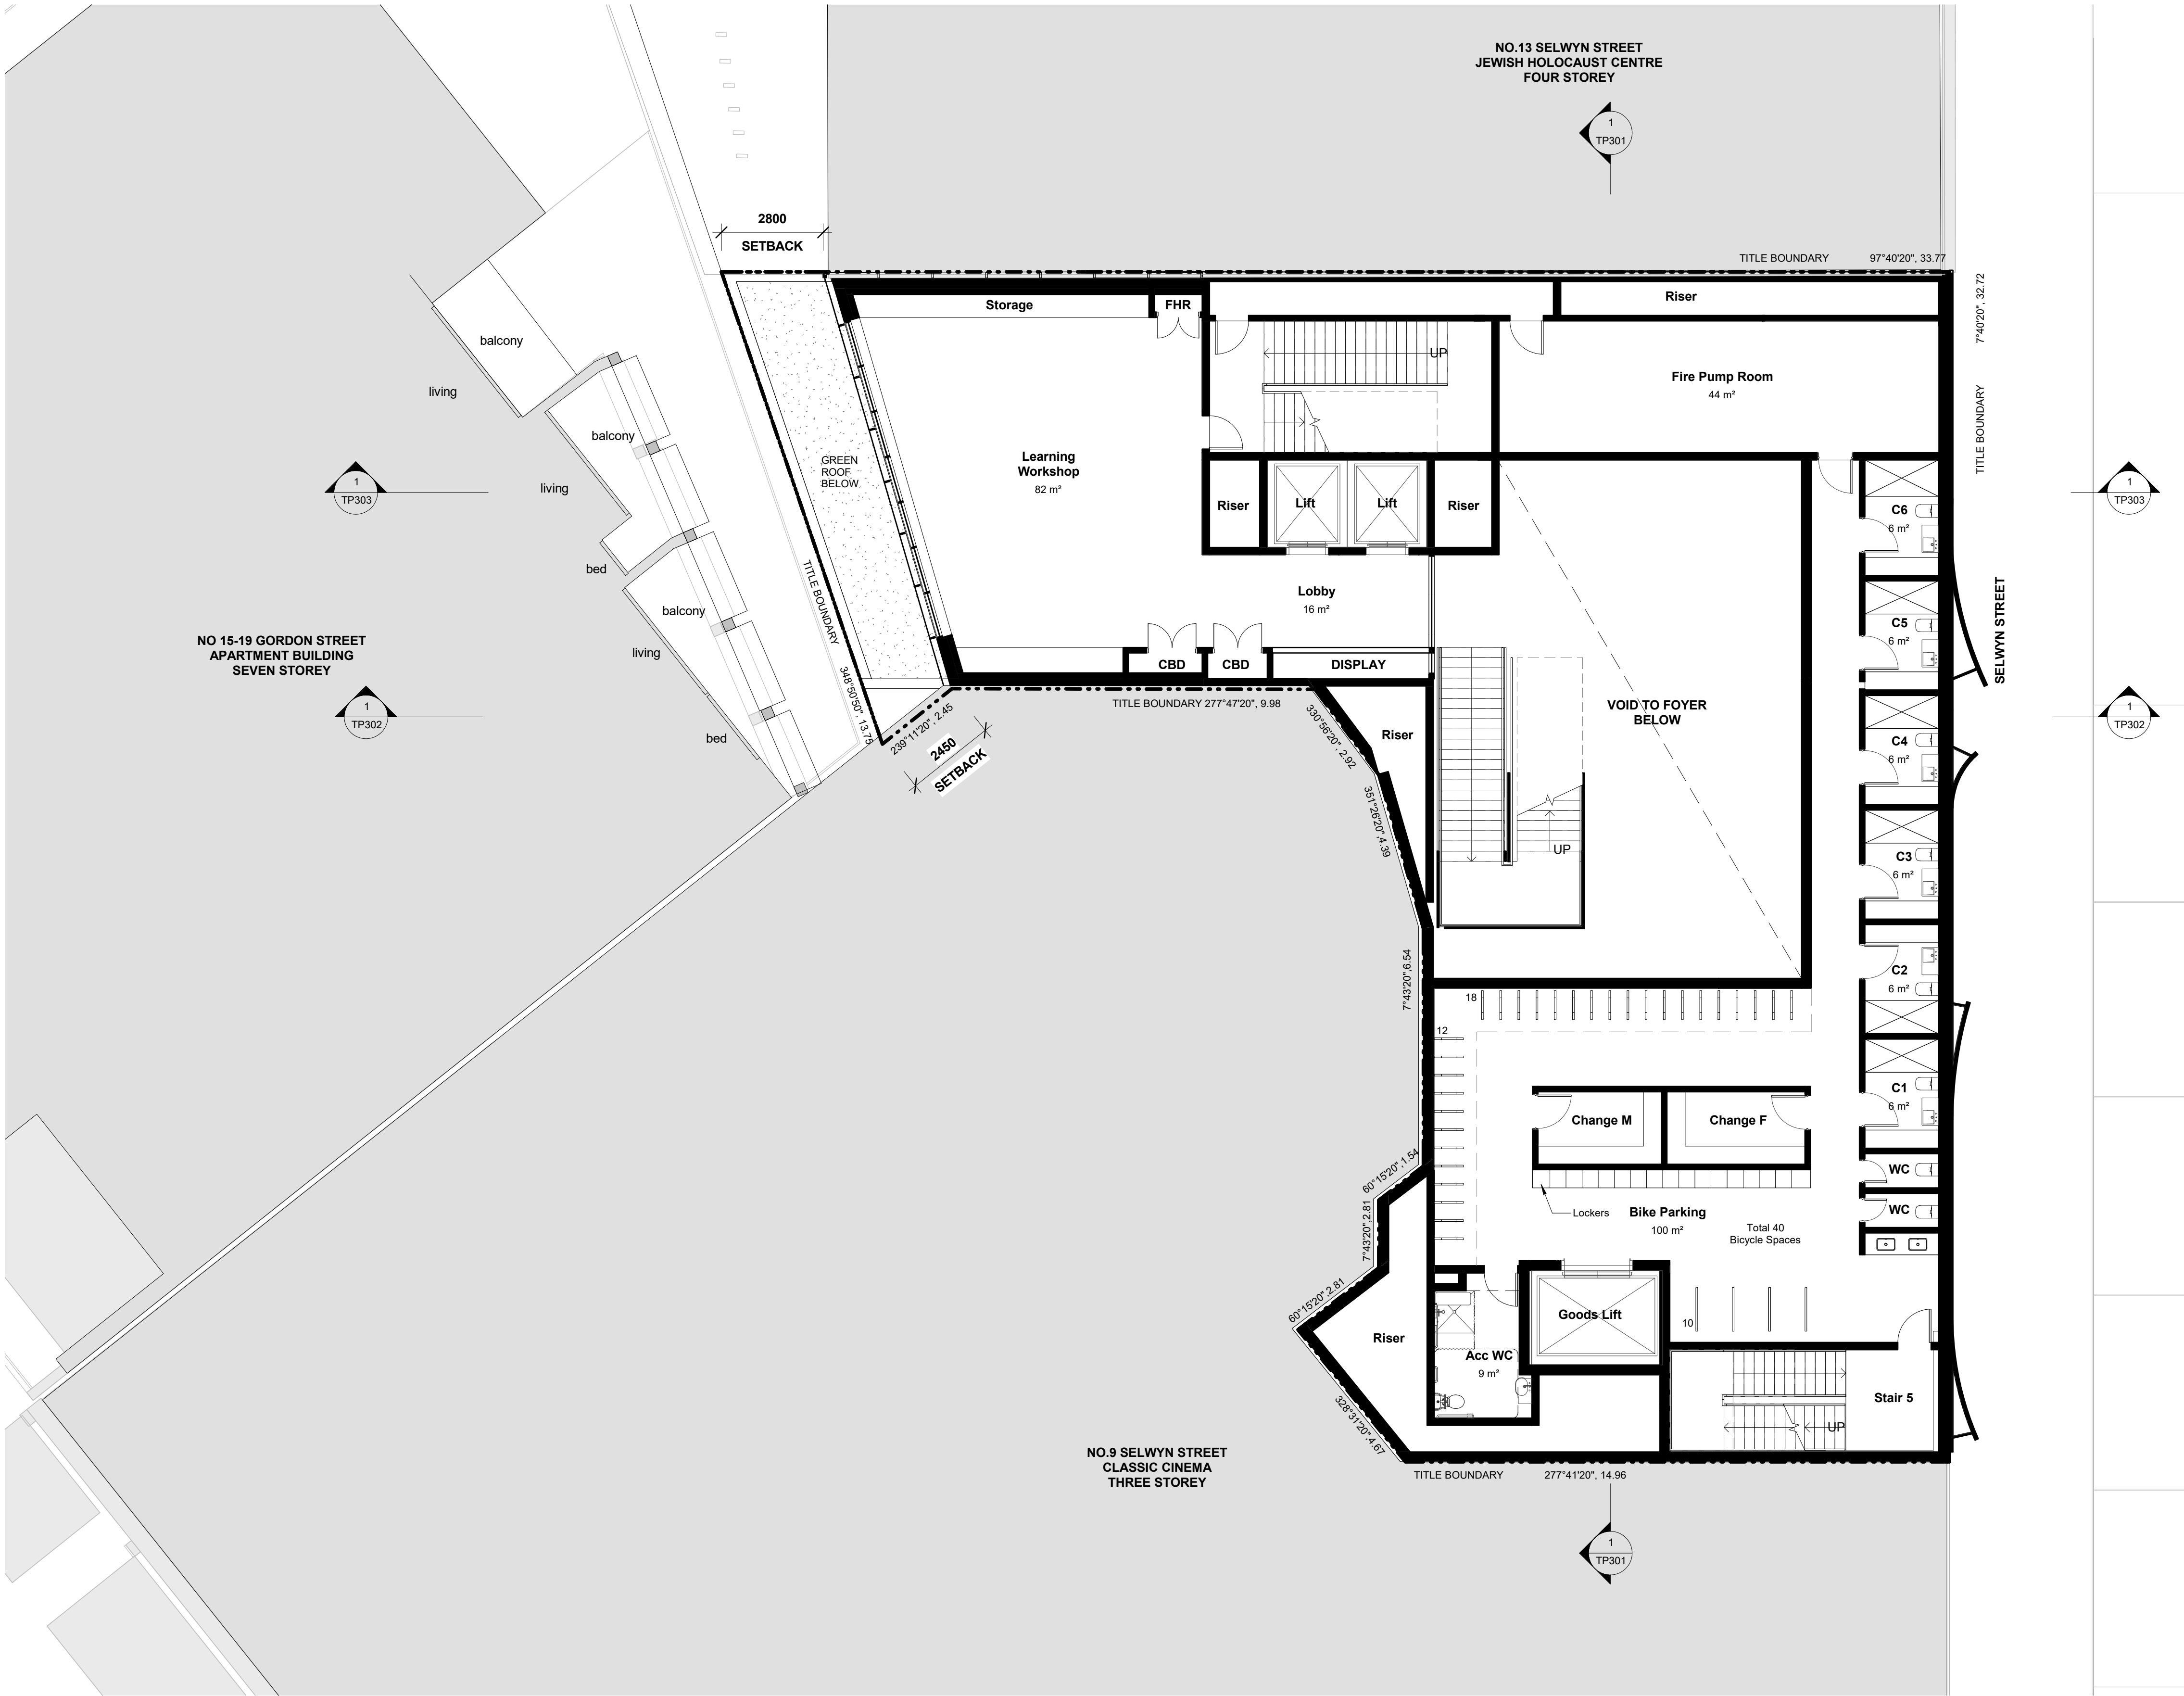 NO.13 SELWYN STREET
JEWISH HOLOCAUST CENTRE
FOUR STOREY
1
TP301
2800
SETBACK
TITLE BOUNDARY 97°40'20", 33.77
7°40'20", 32.72
TITLE BOUNDARY
Storage
FHR
Riser
balcony
living
UP
Fire Pump Room
44 m²
balcony
living
GREEN
ROOF
BELOW
Learning
Workshop
82 m²
1
TP303
1
TP303
Riser
Lift
Lift
Riser
C6
6 m²
bed
balcony
living
TITLE BOUNDARY
348°50'50", 13.75
Lobby
16 m²
C5
6 m²
SELWYN STREET
NO 15-19 GORDON STREET
APARTMENT BUILDING
SEVEN STOREY
CBD
CBD
DISPLAY
1
TP302
1
TP302
bed
239°11'20", 2.45
2450
SETBACK
TITLE BOUNDARY 277°47'20", 9.98
330°56'20", 2.92
Riser
VOID TO FOYER
BELOW
C4
6 m²
351°26'20",4.39
UP
C3
6 m²
7°43'20",6.54
C2
6 m²
18
12
C1
6 m²
Change M
Change F
60°15'20",1.54
WC
WC
Lockers
Bike Parking
100 m²
Total 40
Bicycle Spaces
7°43'20",2.81
60°15'20",2.81
Goods Lift
10
Riser
Acc WC
9 m²
Stair 5
UP
328°31'20",4.67
NO.9 SELWYN STREET
CLASSIC CINEMA
THREE STOREY
TITLE BOUNDARY 277°41'20", 14.96
1
TP301